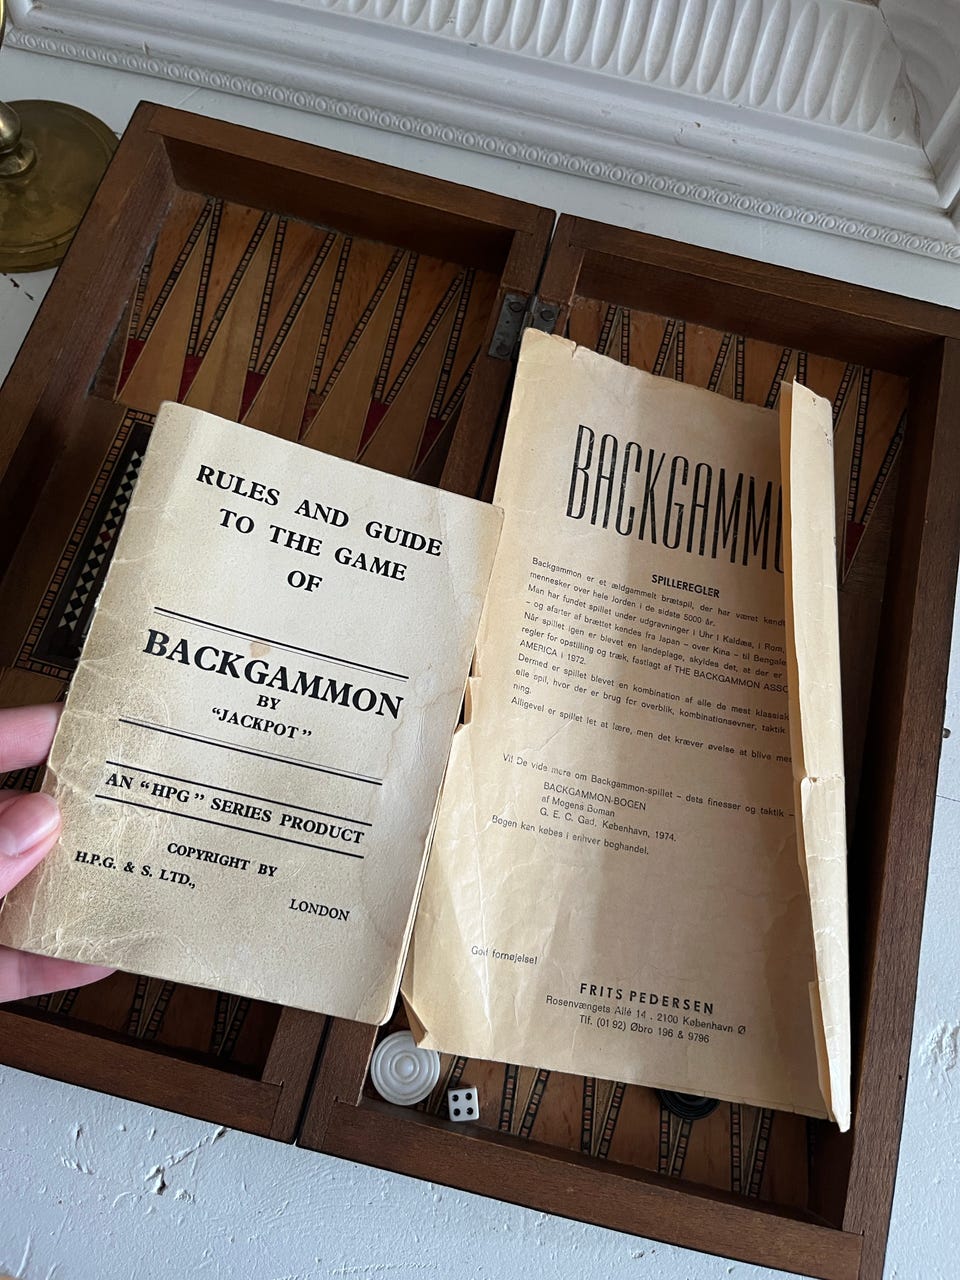 RULES AND GUIDE
TO THE GAME
OF
BACKGAMMON
BY
"JACKPOT"
AN "HPG" SERIES PRODUCT
COPYRIGHT BY
H.P.G. & S. LTD.,
LONDON
BACKGAMMO
SPILLEREGLER
Backgammon er et ældgammelt brætspil, der har været kendt
mennesker over hele Jorden i de sidste 5000 år.
Man har fundet spillet under udgravninger i Uhr i Kaldæa, i Rom,
- og afarter af brættet kendes fra Japan - over Kina - til Bengale
Når spillet igen er blevet en landeplage, skyldes det, at der er
regler for opstilling og træk, fastlagt af THE BACKGAMMON ASSO
AMERICA i 1972.
Dermed er spillet blevet en kombination af alle de mest klassisk
elle spil, hvor der er brug for overblik, kombinationsevner, taktik
ning.
Alligevel er spillet let at lære, men det kræver øvelse at blive mes
Vil De vide mere om Backgammon-spillet - dets finesser og taktik -
BACKGAMMON-BOGEN
af Mogens Buman
G. E. C. Gad, København, 1974.
Bogen kan købes i enhver boghandel.
God fornøjelse!
FRITS PEDERSEN
Rosenvængets Allé 14 . 2100 København Ø
Tlf. (01 92) Øbro 196 & 9796